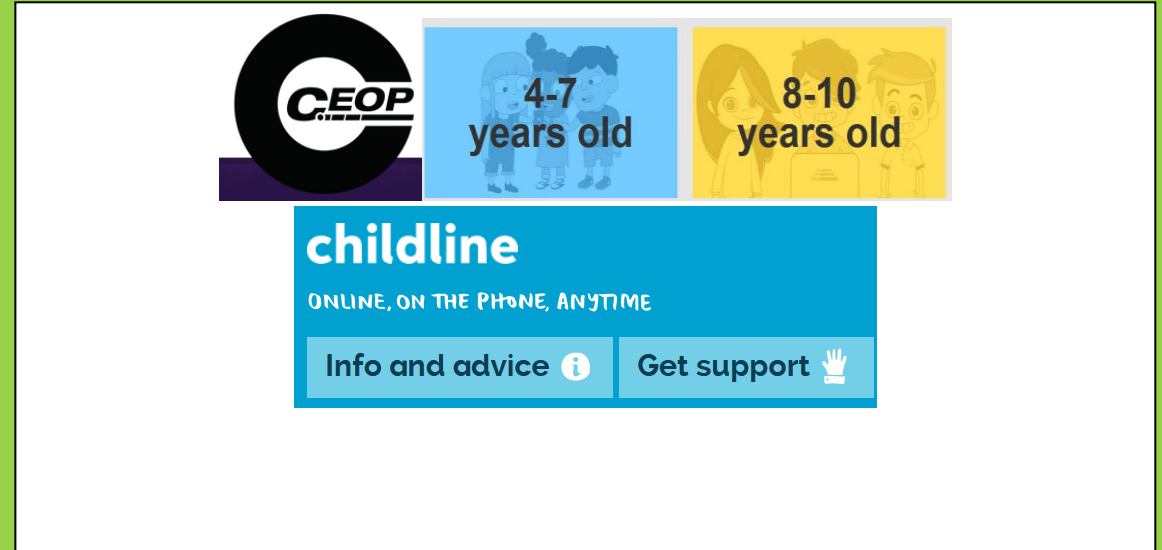 CEOP
4-7
years old
8-10
years old
childline
ONLINE, ON THE PHONE, ANYTIME
Info and advice
Get support